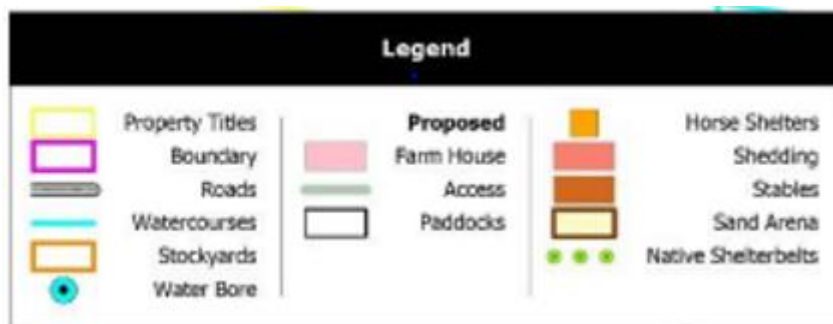 Legend
Property Titles
Boundary
Roads
Watercourses
Stockyards
Water Bore
Proposed
Farm House
Access
Paddocks
Horse Shelters
Shedding
Stables
Sand Arena
Native Shelterbelts